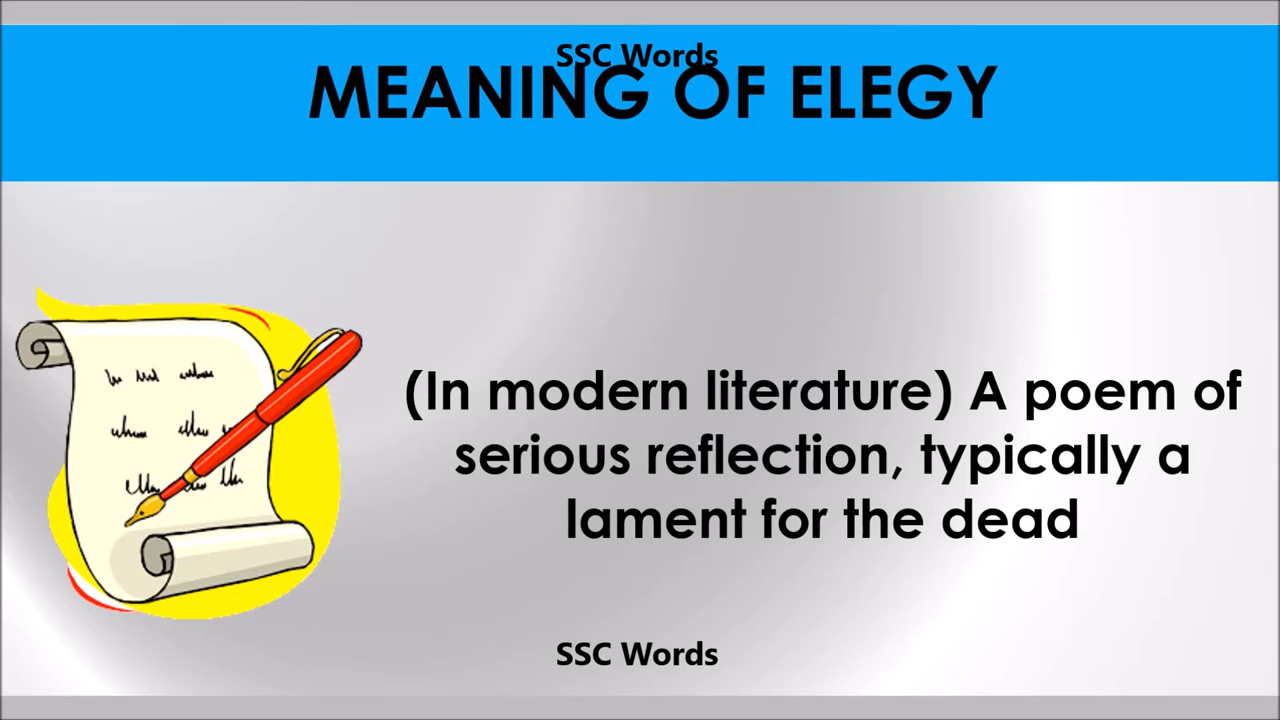 SSC Words
MEANING OF ELEGY
(In modern literature) A poem of
serious reflection, typically a
lament for the dead
SSC Words